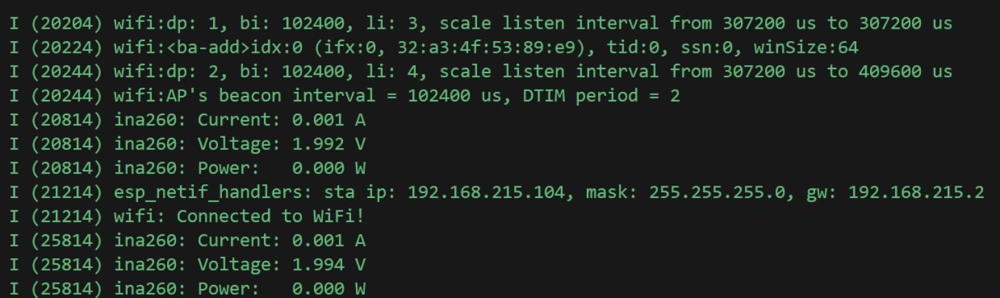 I (20204) wifi:dp: 1, bi: 102400, li: 3, scale listen interval from 307200 us to 307200 us
I (20224) wifi:<ba-add>idx:0 (ifx:0, 32:a3:4f:53:89:e9), tid:0, ssn:0, winSize:64
I (20244) wifi:dp: 2, bi: 102400, li: 4, scale listen interval from 307200 us to 409600 us
I (20244) wifi:AP's beacon interval = 102400 us, DTIM period = 2
I (20814) ina260: Current: 0.001 A
I (20814) ina260: Voltage: 1.992 V
I (20814) ina260: Power:   0.000 W
I (21214) esp_netif_handlers: sta ip: 192.168.215.104, mask: 255.255.255.0, gw: 192.168.215.2
I (21214) wifi: Connected to WiFi!
I (25814) ina260: Current: 0.001 A
I (25814) ina260: Voltage: 1.994 V
I (25814) ina260: Power:   0.000 W